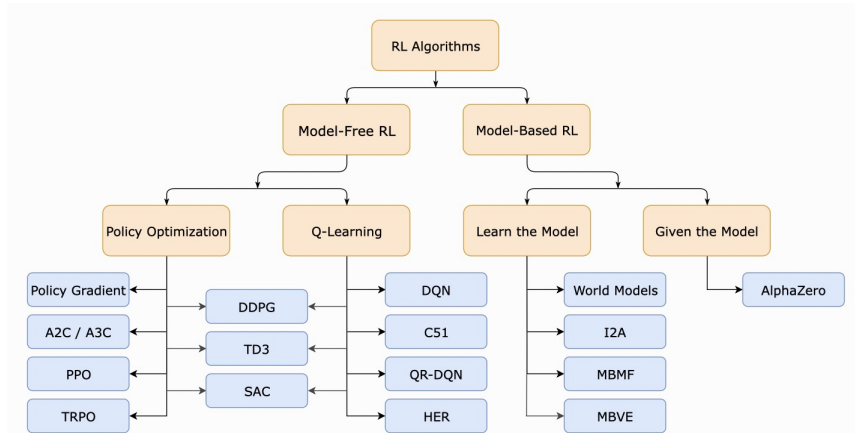 RL Algorithms
Model-Free RL
Model-Based RL
Policy Optimization
Q-Learning
Learn the Model
Given the Model
Policy Gradient
DDPG
DQN
World Models
AlphaZero
A2C / A3C
TD3
C51
I2A
PPO
SAC
QR-DQN
MBMF
TRPO
HER
MBVE